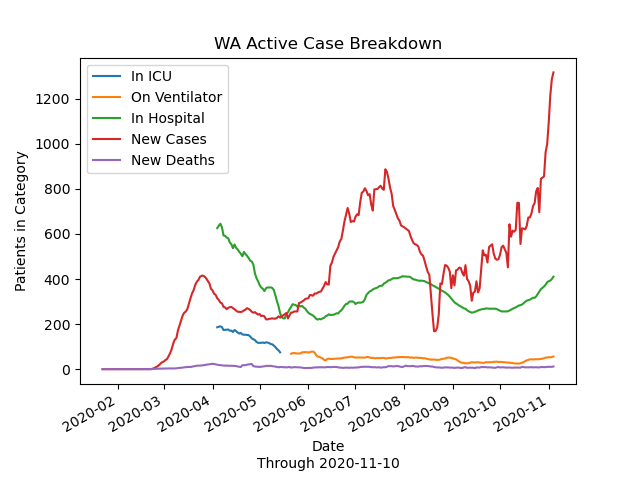 WA Active Case Breakdown
In ICU
On Ventilator
In Hospital
New Cases
New Deaths
Patients in Category
1200
1000
800
600
400
200
0
2020-02
2020-03
2020-04
2020-05
2020-06
2020-07
2020-08
2020-09
2020-10
2020-11
Date
Through 2020-11-10